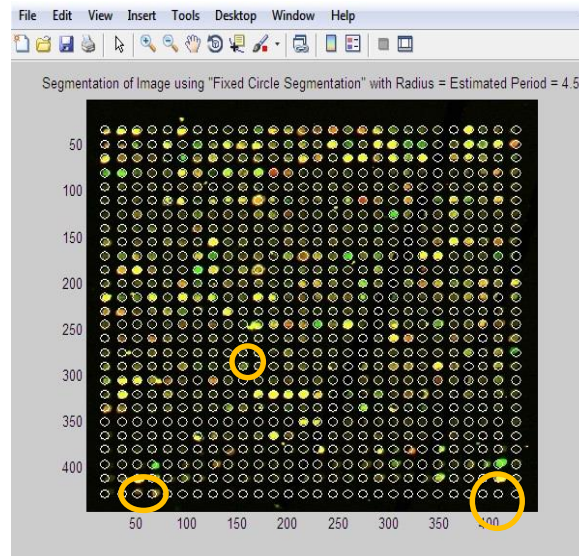 File Edit View Insert Tools Desktop Window Help
Segmentation of Image using "Fixed Circle Segmentation" with Radius = Estimated Period = 4.5
50
100
150
200
250
300
350
400
50 100 150 200 250 300 350 400